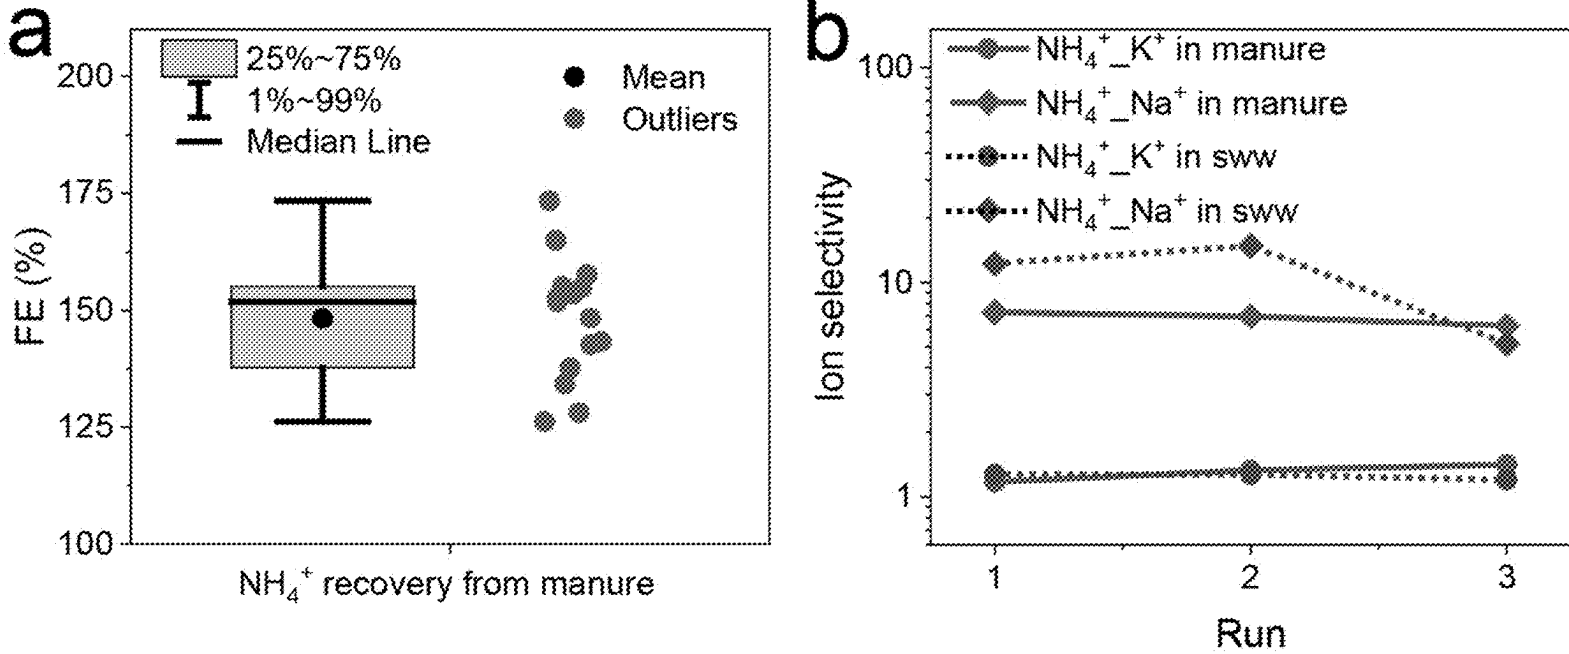 a
25%~75%
1%~99%
Median Line
Mean
Outliers
200
175
150
125
100
FE (%)
NH₄⁺ recovery from manure
b
NH₄⁺_K⁺ in manure
NH₄⁺_Na⁺ in manure
NH₄⁺_K⁺ in sww
NH₄⁺_Na⁺ in sww
100
10
1
Ion selectivity
1 2 3
Run